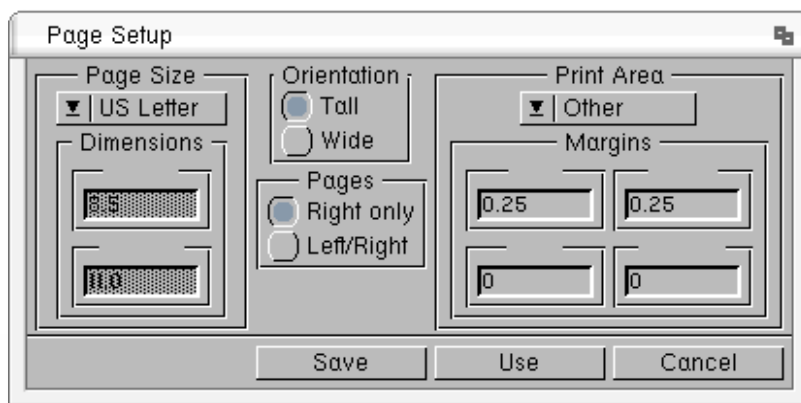 Page Setup
Page Size
US Letter
Dimensions
8.5
11.0
Orientation
Tall
Wide
Pages
Right only
Left/Right
Print Area
Other
Margins
0.25
0.25
0
0
Save
Use
Cancel